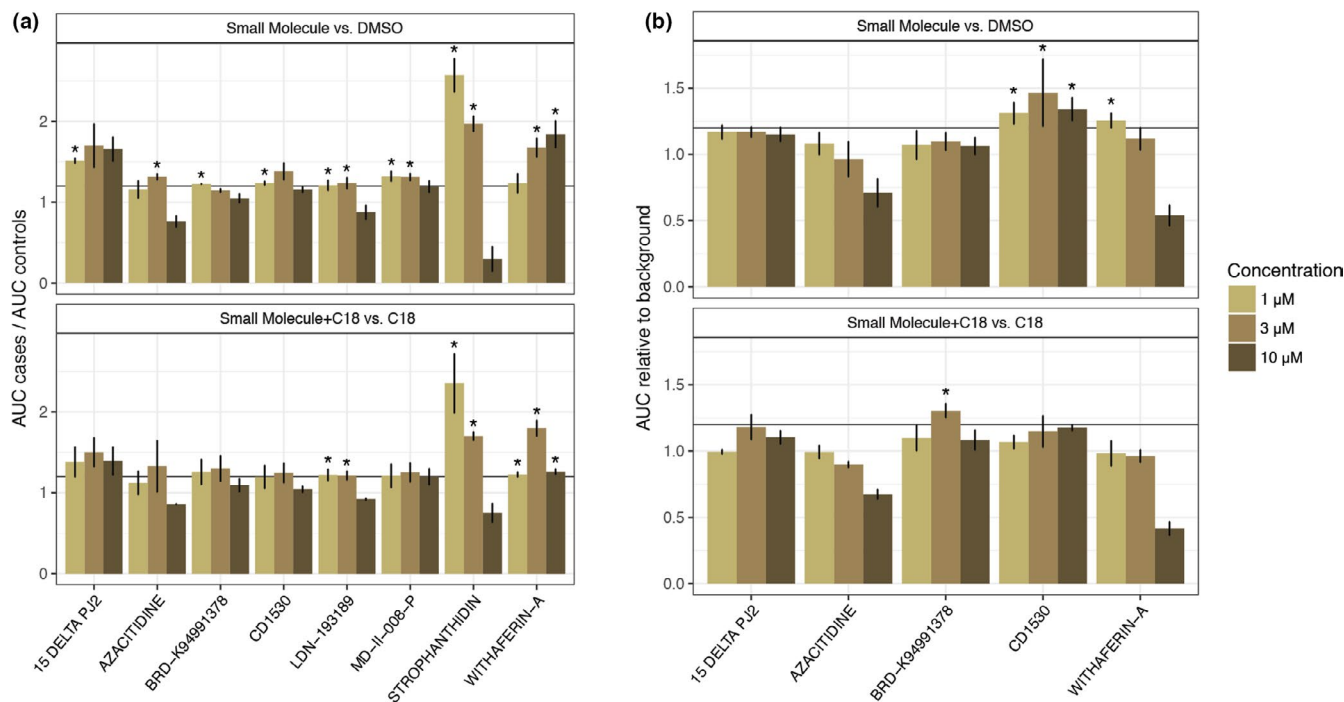 (a)
Small Molecule vs. DMSO
* * * * * * * * * * * * *
2
1
0
Small Molecule+C18 vs. C18
* * * * * * *
2
1
0
AUC cases / AUC controls
15 DELTA PJ2
AZACITIDINE
BRD-K94991378
CD1530
LDN-193189
MD-II-008-P
STROPHANTHIDIN
WITHAFERIN-A
(b)
Small Molecule vs. DMSO
* * * *
1.5
1.0
0.5
0.0
Small Molecule+C18 vs. C18
*
1.5
1.0
0.5
0.0
AUC relative to background
15 DELTA PJ2
AZACITIDINE
BRD-K94991378
CD1530
WITHAFERIN-A
Concentration
1 µM
3 µM
10 µM